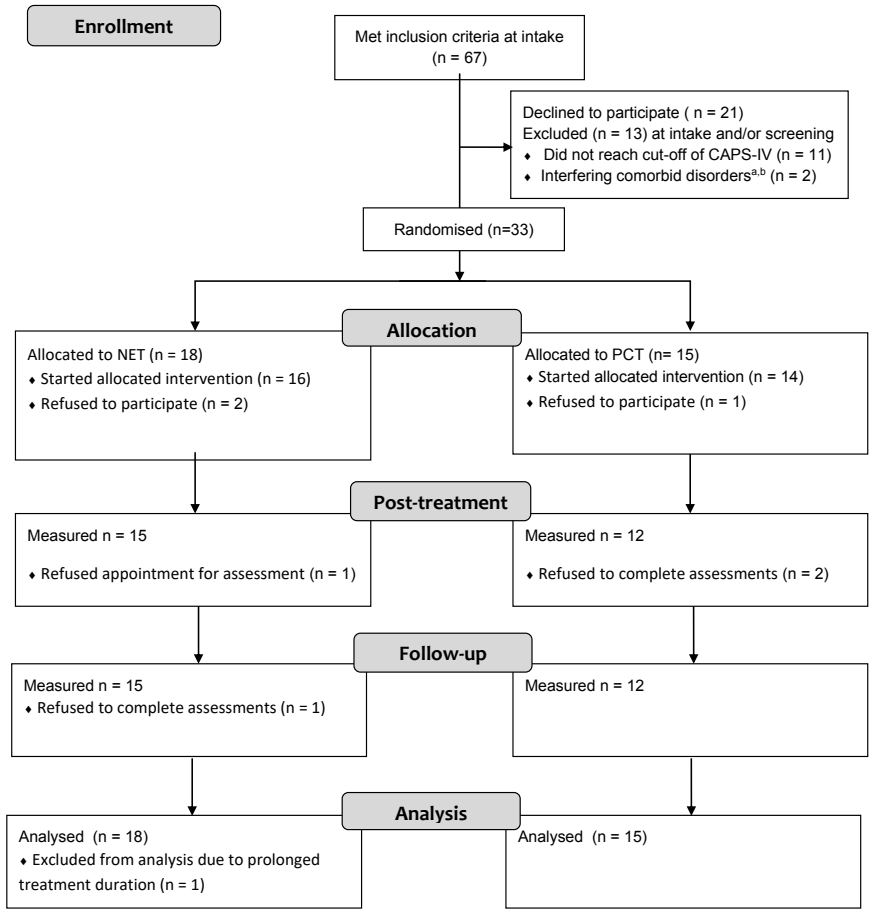 Enrollment
Met inclusion criteria at intake
(n = 67)
Declined to participate ( n = 21)
Excluded (n = 13) at intake and/or screening
♦ Did not reach cut-off of CAPS-IV (n = 11)
♦ Interfering comorbid disordersa,b (n = 2)
Randomised (n=33)
Allocation
Allocated to NET (n = 18)
♦ Started allocated intervention (n = 16)
♦ Refused to participate (n = 2)
Allocated to PCT (n= 15)
♦ Started allocated intervention (n = 14)
♦ Refused to participate (n = 1)
Post-treatment
Measured n = 15
♦ Refused appointment for assessment (n = 1)
Measured n = 12
♦ Refused to complete assessments (n = 2)
Follow-up
Measured n = 15
♦ Refused to complete assessments (n = 1)
Measured n = 12
Analysis
Analysed (n = 18)
♦ Excluded from analysis due to prolonged
treatment duration (n = 1)
Analysed (n = 15)